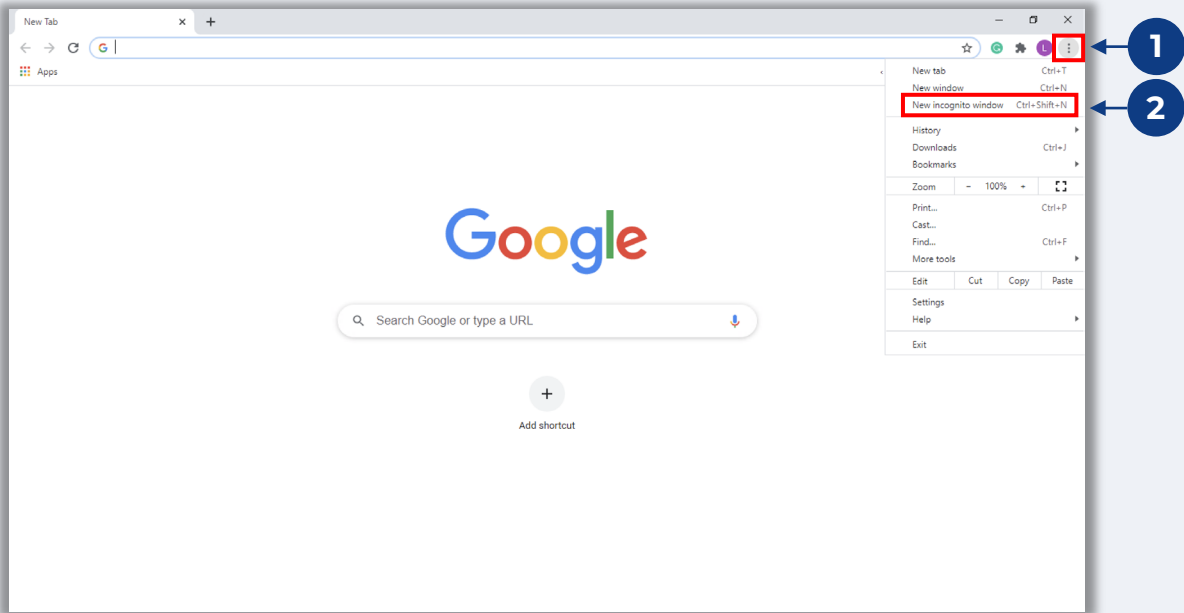 New Tab
G
L
1
Apps
New tab Ctrl+T
New window Ctrl+N
New incognito window Ctrl+Shift+N
2
History
Downloads Ctrl+J
Bookmarks
Zoom - 100% +
Print... Ctrl+P
Cast...
Find... Ctrl+F
More tools
Edit Cut Copy Paste
Settings
Help
Exit
Google
Search Google or type a URL
Add shortcut